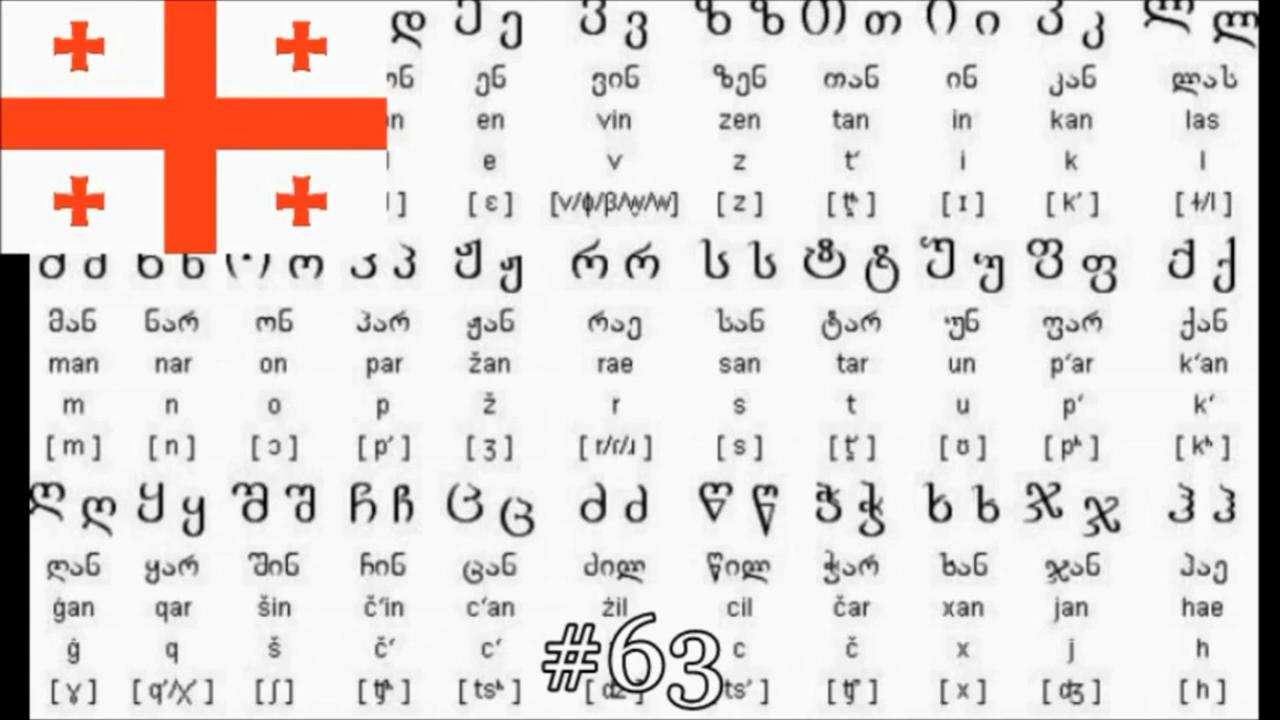 დ Ე ე Ვ ვ Ზ ზ Თ თ Ი ი Კ კ Ლ ლ
ენ ვინ ზენ თან ინ კან ლას
en vin zen tan in kan las
e v z t‘ i k l
[ ɛ ] [v/ɸ/β/w̤/w] [ z ] [ t̪ʰ ] [ ɪ ] [ k’ ] [ ɫ/l ]
Ჟ ჟ Რ რ Ს ს Ტ ტ Უ უ Ფ ფ Ქ ქ
მან ნარ ონ პარ ჟან რაე სან ტარ უნ ფარ ქან
man nar on par žan rae san tar un p‘ar k‘an
m n o p ž r s t u p‘ k‘
[ m ] [ n ] [ ɔ ] [ p’ ] [ ʒ ] [ r/ɾ/ɹ ] [ s ] [ t̪’ ] [ ʊ ] [ pʰ ] [ kʰ ]
Ღ ღ Ყ ყ Შ შ Ჩ ჩ Ც ც Ძ ძ Წ წ Ჭ ჭ Ხ ხ Ჯ ჯ Ჰ ჰ
ღან ყარ შინ ჩინ ცან ძილ წილ ჭარ ხან ჯან ჰაე
ġan qar šin č‘in c‘an żil cil čar xan jan hae
ġ q š č‘ c‘ c č x j h
[ ɣ ] [ q’/χ’ ] [ ʃ ] [ ʧʰ ] [ tsʰ ] [ ʧ’ ] [ x ] [ ʤ ] [ h ]
#63